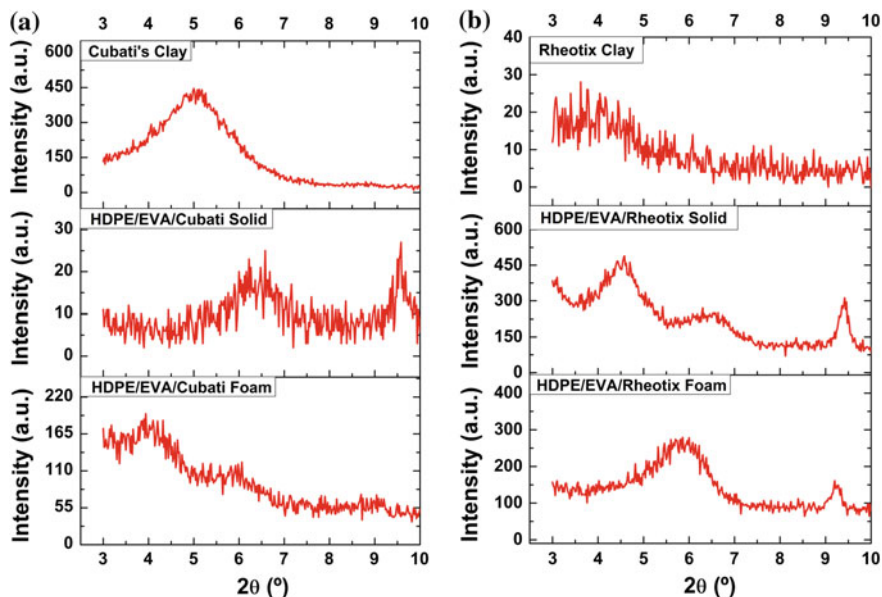 (a)
3 4 5 6 7 8 9 10
Cubati's Clay
600
450
300
150
0
Intensity (a.u.)
HDPE/EVA/Cubati Solid
30
20
10
0
Intensity (a.u.)
HDPE/EVA/Cubati Foam
220
165
110
55
0
Intensity (a.u.)
3 4 5 6 7 8 9 10
2θ (º)
(b)
3 4 5 6 7 8 9 10
Rheotix Clay
40
30
20
10
0
Intensity (a.u.)
HDPE/EVA/Rheotix Solid
600
450
300
150
0
Intensity (a.u.)
HDPE/EVA/Rheotix Foam
400
300
200
100
0
Intensity (a.u.)
3 4 5 6 7 8 9 10
2θ (º)